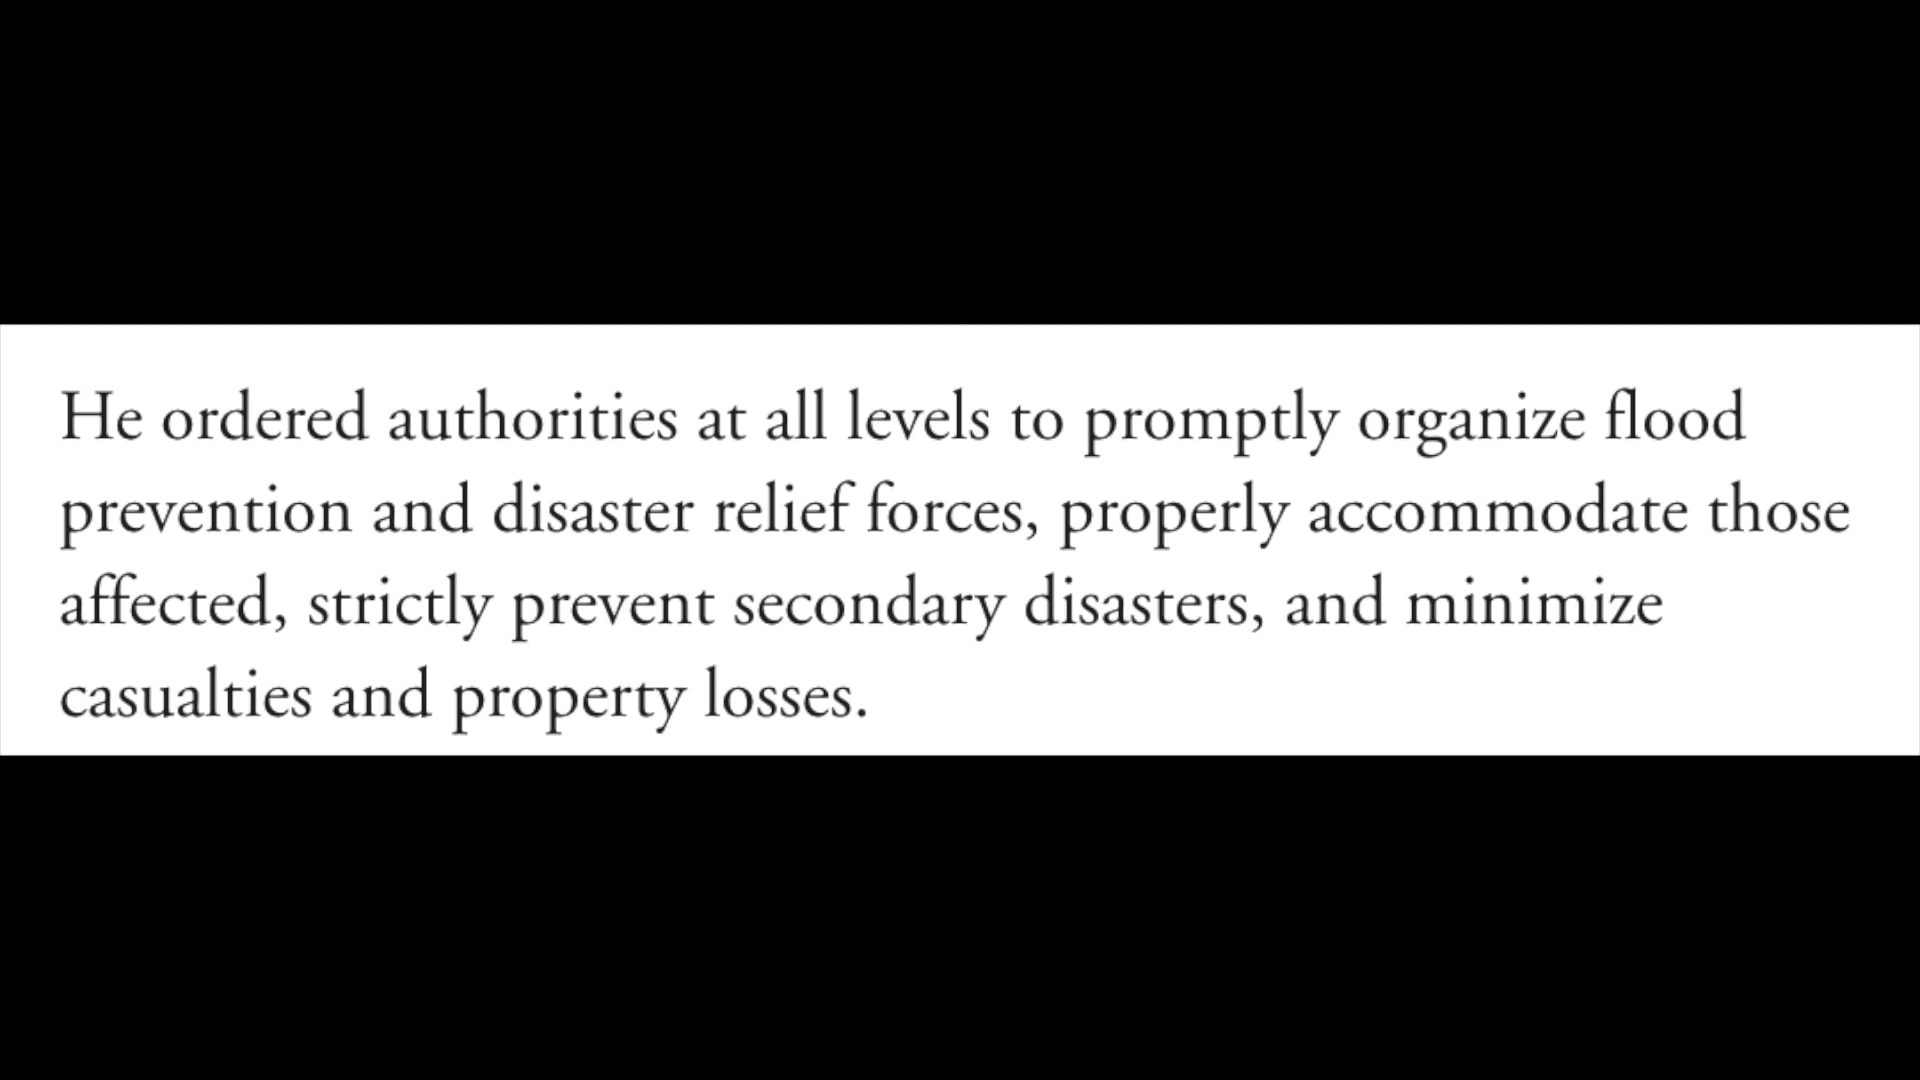 He ordered authorities at all levels to promptly organize flood
prevention and disaster relief forces, properly accommodate those
affected, strictly prevent secondary disasters, and minimize
casualties and property losses.